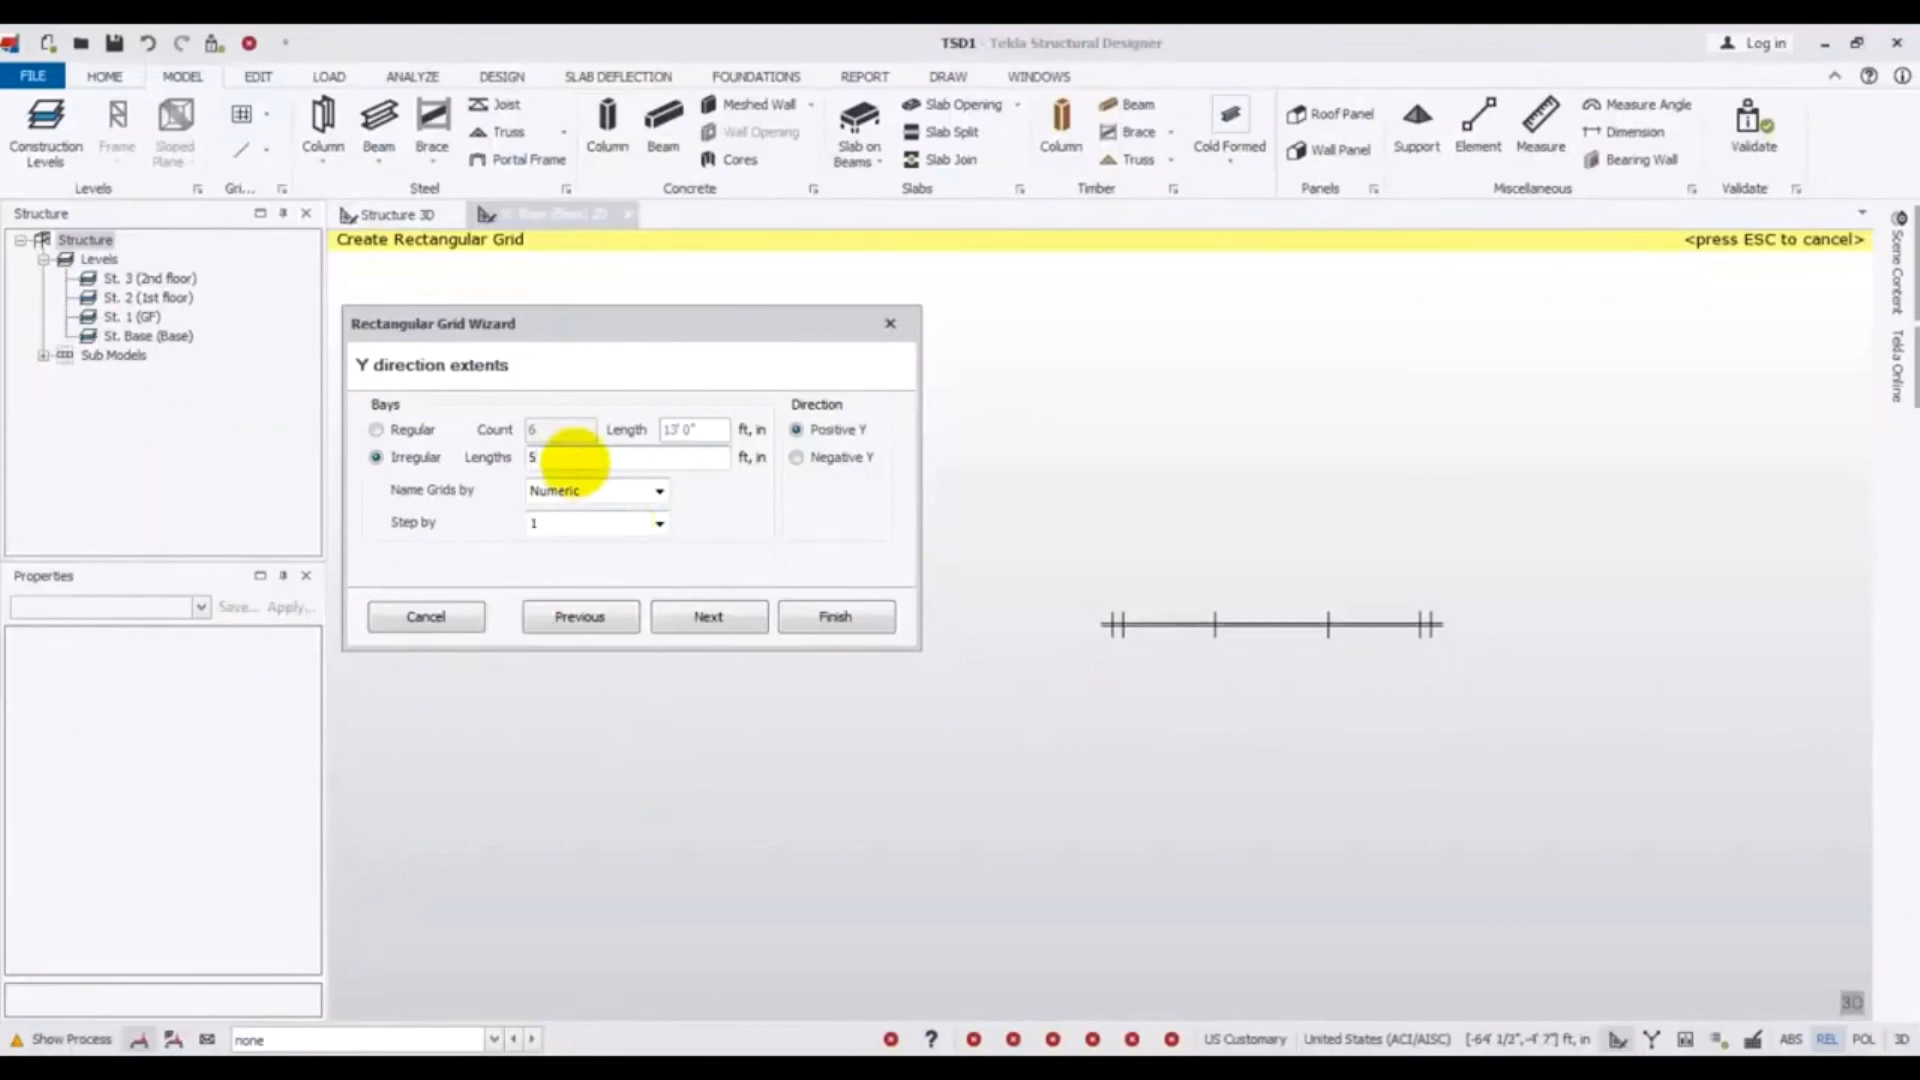 TSD1 - Tekla Structural Designer
Log in
FILE HOME MODEL EDIT LOAD ANALYZE DESIGN SLAB DEFLECTION FOUNDATIONS REPORT DRAW WINDOWS
Construction Levels
Frame
Sloped Plane
Levels
Gri...
Column
Beam
Brace
Joist
Truss
Portal Frame
Steel
Column
Beam
Meshed Wall
Wall Opening
Cores
Concrete
Slab on Beams
Slab Opening
Slab Split
Slab Join
Slabs
Column
Beam
Brace
Truss
Timber
Cold Formed
Roof Panel
Wall Panel
Panels
Support
Element
Measure
Measure Angle
Dimension
Bearing Wall
Miscellaneous
Validate
Validate
Structure
Structure
Levels
St. 3 (2nd floor)
St. 2 (1st floor)
St. 1 (GF)
St. Base (Base)
Sub Models
Structure 3D
St. Base (Base) 2D
Create Rectangular Grid
<press ESC to cancel>
Scene Content
Tekla Online
Rectangular Grid Wizard
Y direction extents
Bays
Direction
Regular Count 6 Length 13' 0" ft, in
Positive Y
Irregular Lengths 5 ft, in
Negative Y
Name Grids by Numeric
Step by 1
Cancel Previous Next Finish
Properties
Save... Apply...
3D
Show Process
none
US Customary
United States (ACI/AISC)
ft, in
ABS REL POL 3D